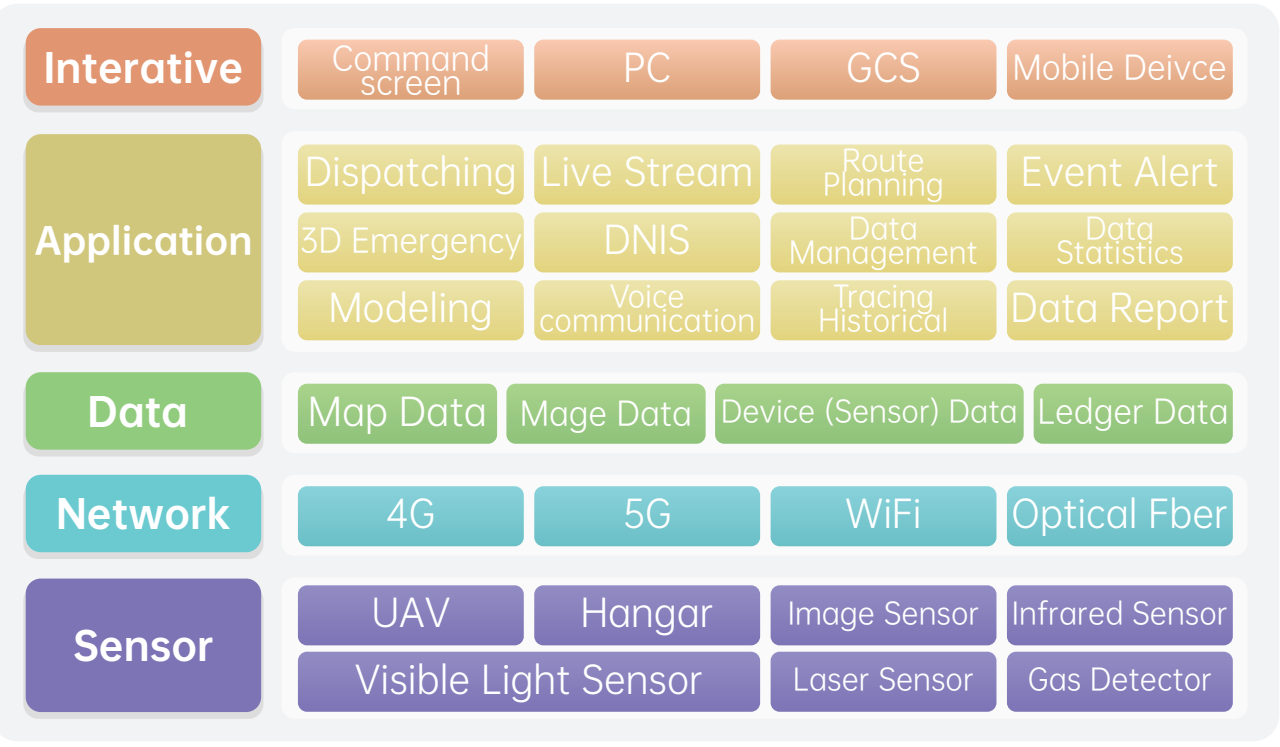 Interative
Command
screen
PC
GCS
Mobile Deivce
Application
Dispatching
Live Stream
Route
Planning
Event Alert
3D Emergency
DNIS
Data
Management
Data
Statistics
Modeling
Voice
communication
Tracing
Historical
Data Report
Data
Map Data
Mage Data
Device (Sensor) Data
Ledger Data
Network
4G
5G
WiFi
Optical Fber
Sensor
UAV
Hangar
Image Sensor
Infrared Sensor
Visible Light Sensor
Laser Sensor
Gas Detector